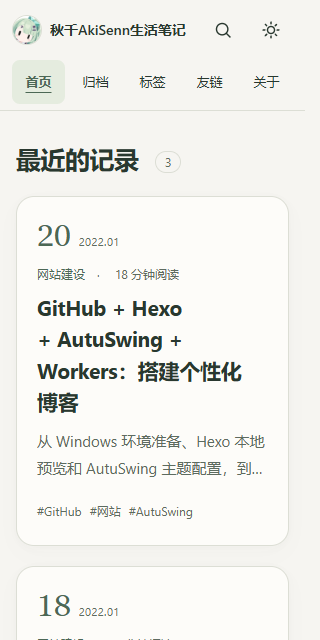 秋千AkiSenn生活笔记
首页 归档 标签 友链 关于
最近的记录 3
20 2022.01
网站建设 · 18 分钟阅读
GitHub + Hexo
+ AutuSwing +
Workers：搭建个性化
博客
从 Windows 环境准备、Hexo 本地
预览和 AutuSwing 主题配置，到...
#GitHub #网站 #AutuSwing
18 2022.01